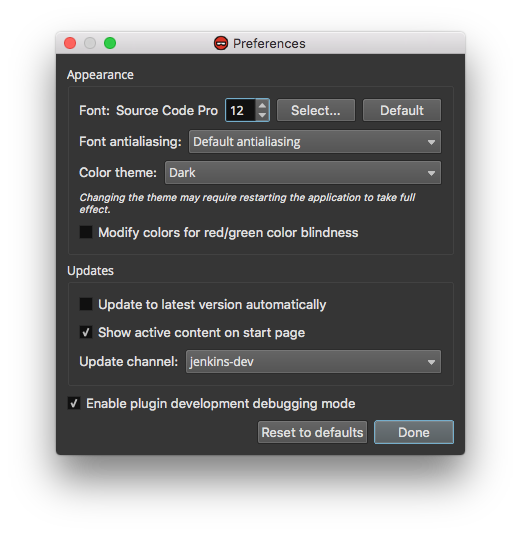 Preferences
Appearance
Font: Source Code Pro 12 Select... Default
Font antialiasing: Default antialiasing
Color theme: Dark
Changing the theme may require restarting the application to take full
effect.
Modify colors for red/green color blindness
Updates
Update to latest version automatically
Show active content on start page
Update channel: jenkins-dev
Enable plugin development debugging mode
Reset to defaults Done